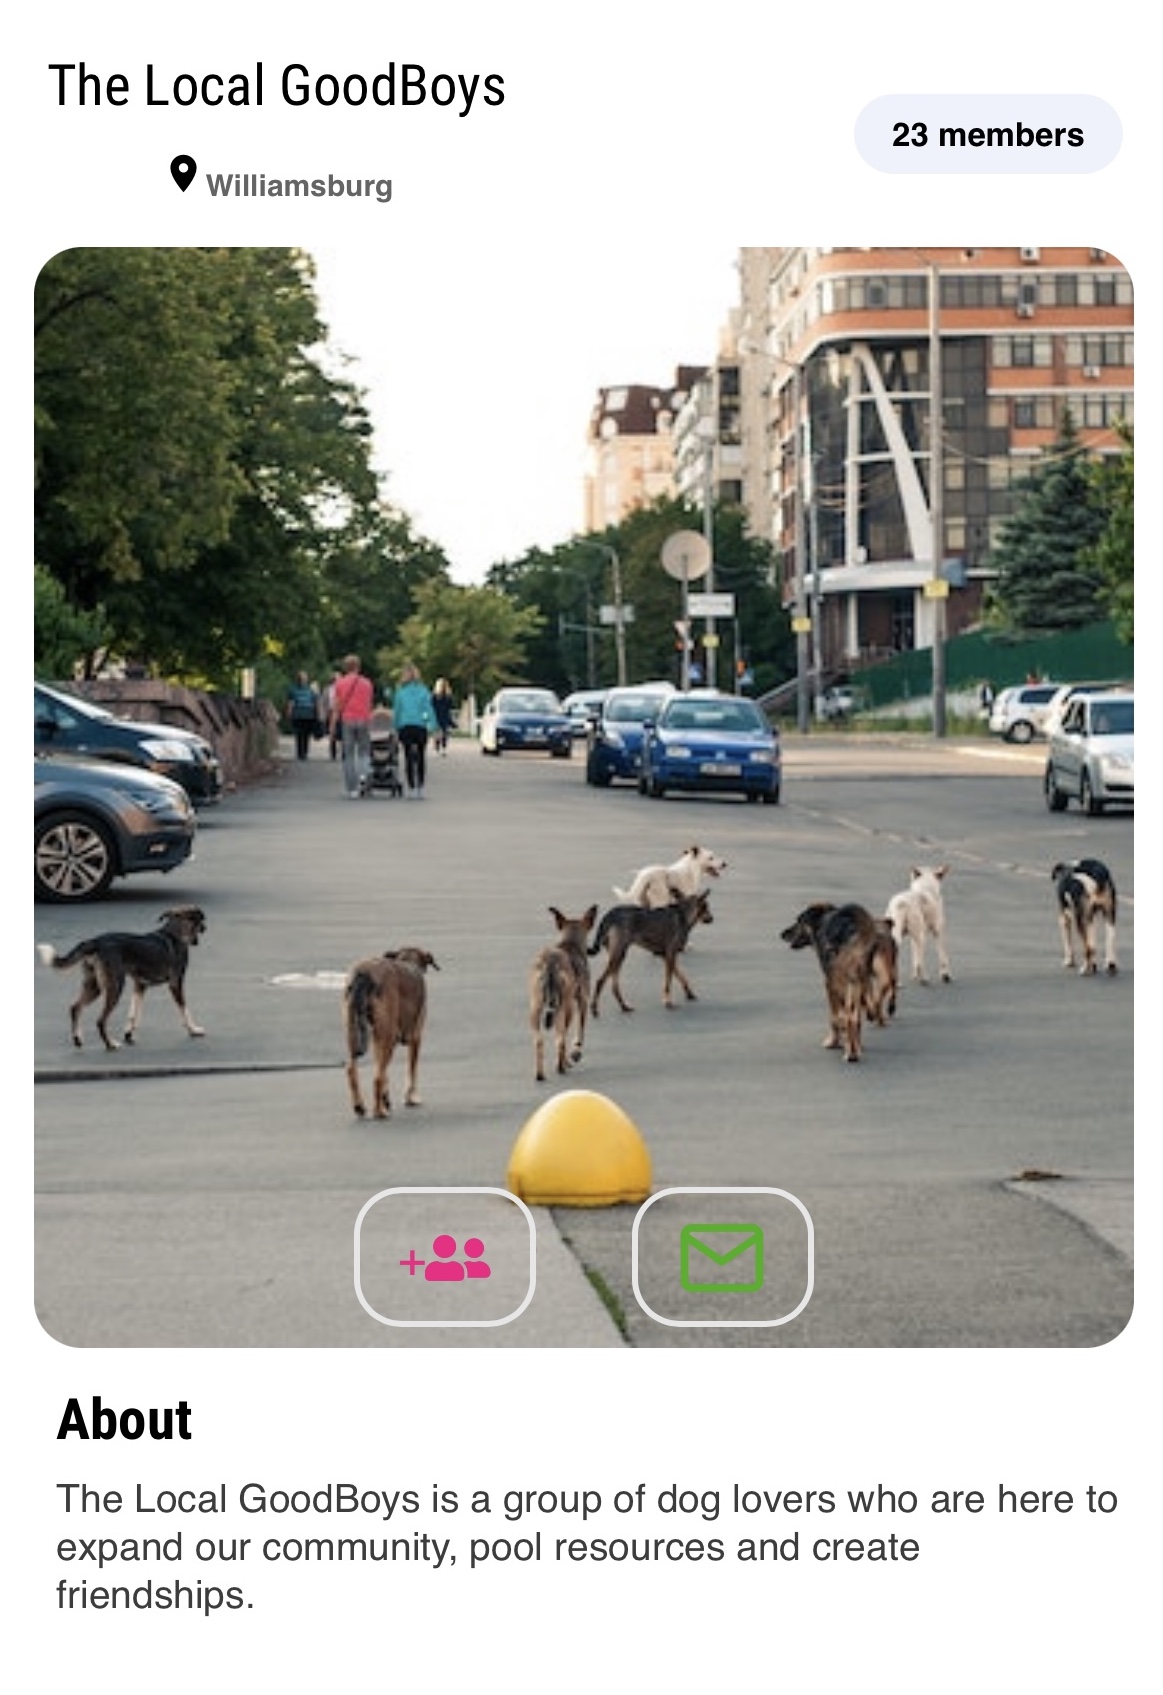 The Local GoodBoys
23 members
Williamsburg
About
The Local GoodBoys is a group of dog lovers who are here to
expand our community, pool resources and create
friendships.